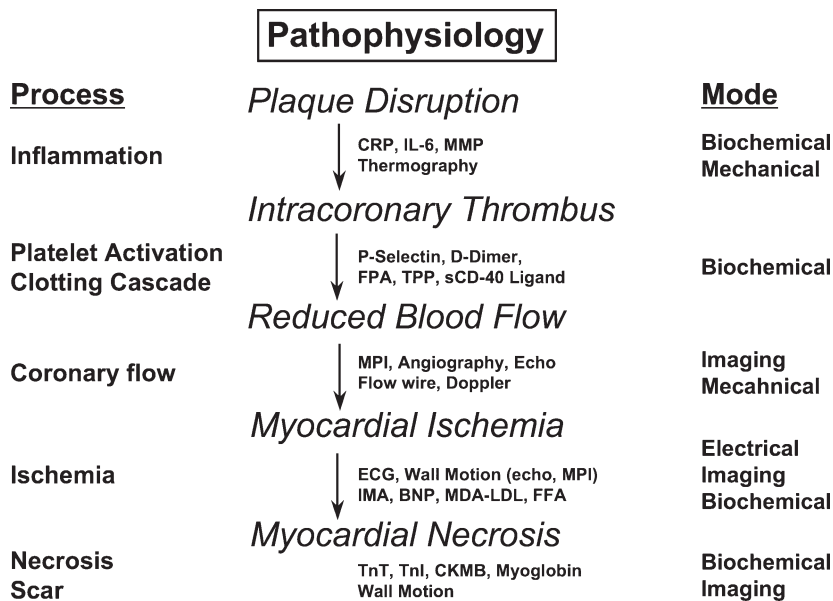 Pathophysiology
Process
Plaque Disruption
Mode
Inflammation
CRP, IL-6, MMP
Thermography
Biochemical
Mechanical
Intracoronary Thrombus
Platelet Activation
Clotting Cascade
P-Selectin, D-Dimer,
FPA, TPP, sCD-40 Ligand
Biochemical
Reduced Blood Flow
Coronary flow
MPI, Angiography, Echo
Flow wire, Doppler
Imaging
Mecahnical
Myocardial Ischemia
Ischemia
ECG, Wall Motion (echo, MPI)
IMA, BNP, MDA-LDL, FFA
Electrical
Imaging
Biochemical
Myocardial Necrosis
Necrosis
Scar
TnT, TnI, CKMB, Myoglobin
Wall Motion
Biochemical
Imaging